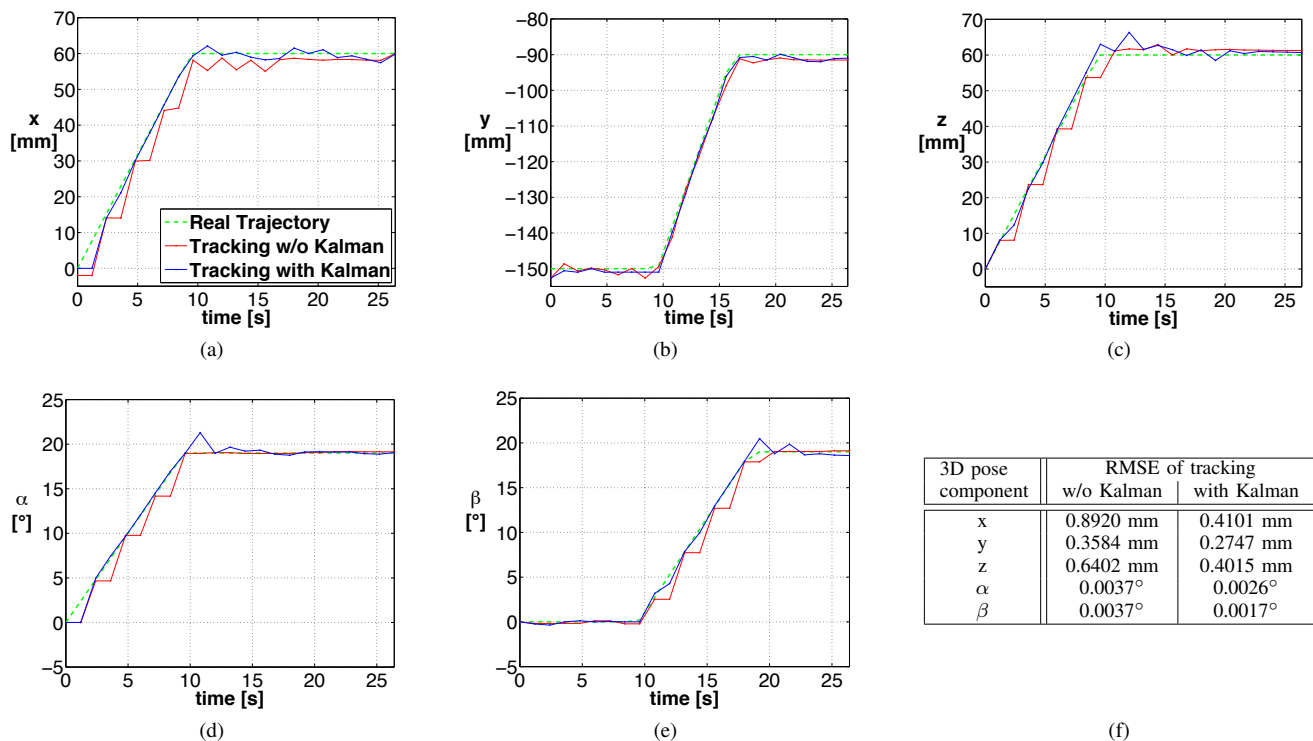 70
60
50
40
30
20
10
0
x
[mm]
Real Trajectory
Tracking w/o Kalman
Tracking with Kalman
0 5 10 15 20 25
time [s]
(a)
−80
−90
−100
−110
−120
−130
−140
−150
y
[mm]
0 5 10 15 20 25
time [s]
(b)
70
60
50
40
30
20
10
0
z
[mm]
0 5 10 15 20 25
time [s]
(c)
25
20
15
10
5
0
−5
α
[°]
0 5 10 15 20 25
time [s]
(d)
25
20
15
10
5
0
−5
β
[°]
0 5 10 15 20 25
time [s]
(e)
3D pose RMSE of tracking
component w/o Kalman with Kalman
x 0.8920 mm 0.4101 mm
y 0.3584 mm 0.2747 mm
z 0.6402 mm 0.4015 mm
α 0.0037° 0.0026°
β 0.0037° 0.0017°
(f)